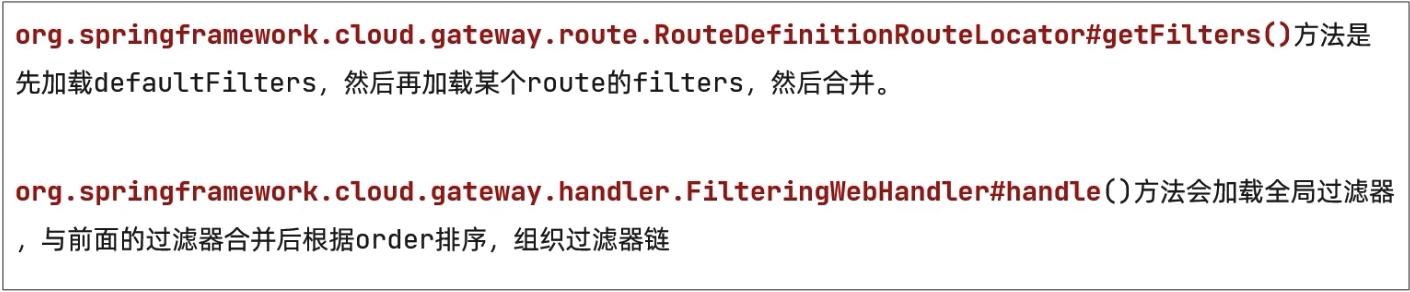 org.springframework.cloud.gateway.route.RouteDefinitionRouteLocator#getFilters()方法是
先加载defaultFilters，然后再加载某个route的filters，然后合并。
org.springframework.cloud.gateway.handler.FilteringWebHandler#handle()方法会加载全局过滤器
，与前面的过滤器合并后根据order排序，组织过滤器链